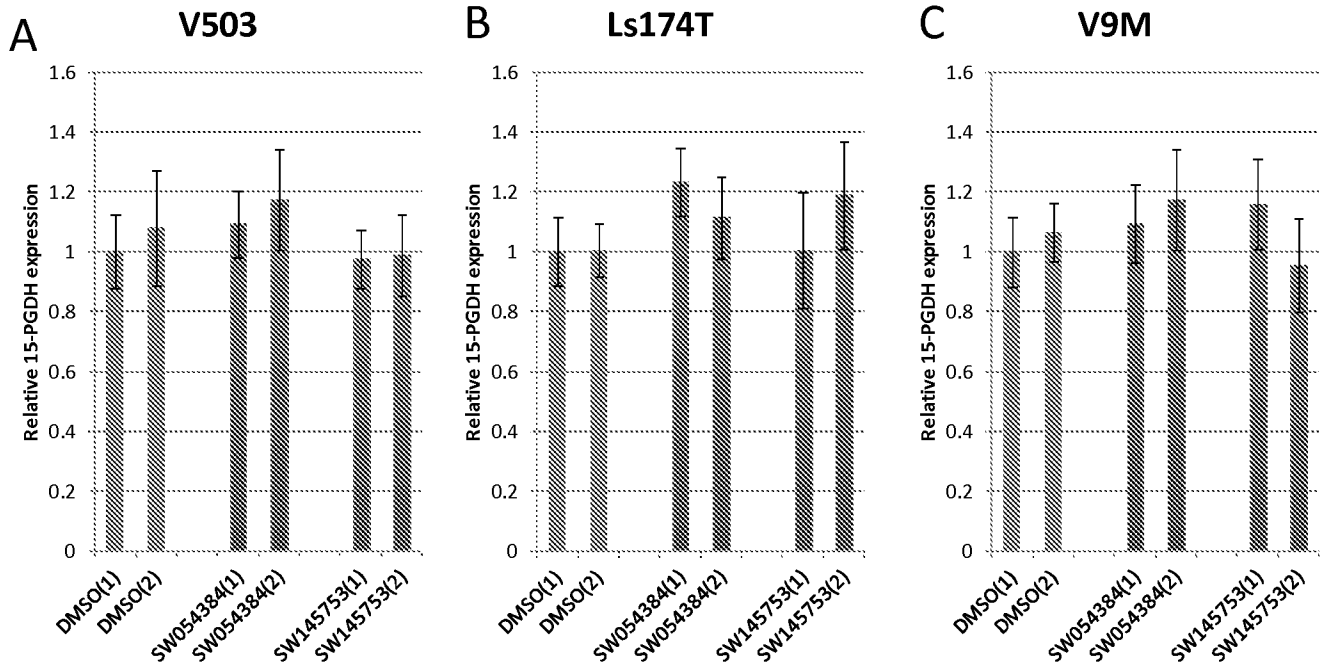 A
V503
Relative 15-PGDH expression
1.6
1.4
1.2
1
0.8
0.6
0.4
0.2
0
DMSO(1)
DMSO(2)
SW054384(1)
SW054384(2)
SW145753(1)
SW145753(2)
B
Ls174T
Relative 15-PGDH expression
1.6
1.4
1.2
1
0.8
0.6
0.4
0.2
0
DMSO(1)
DMSO(2)
SW054384(1)
SW054384(2)
SW145753(1)
SW145753(2)
C
V9M
Relative 15-PGDH expression
1.6
1.4
1.2
1
0.8
0.6
0.4
0.2
0
DMSO(1)
DMSO(2)
SW054384(1)
SW054384(2)
SW145753(1)
SW145753(2)